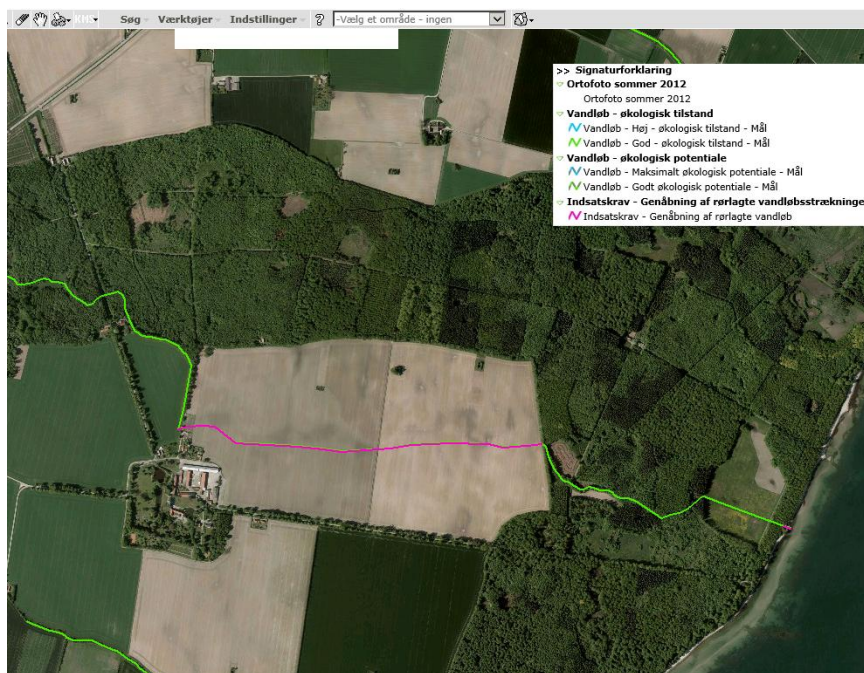 KHS Søg Værktøjer Indstillinger ? -Vælg et område - ingen
>> Signaturforklaring
Ortofoto sommer 2012
Ortofoto sommer 2012
Vandløb - økologisk tilstand
Vandløb - Høj - økologisk tilstand - Mål
Vandløb - God - økologisk tilstand - Mål
Vandløb - økologisk potentiale
Vandløb - Maksimalt økologisk potentiale - Mål
Vandløb - Godt økologisk potentiale - Mål
Indsatskrav - Genåbning af rørlagte vandløbsstrækninge
Indsatskrav - Genåbning af rørlagte vandløb